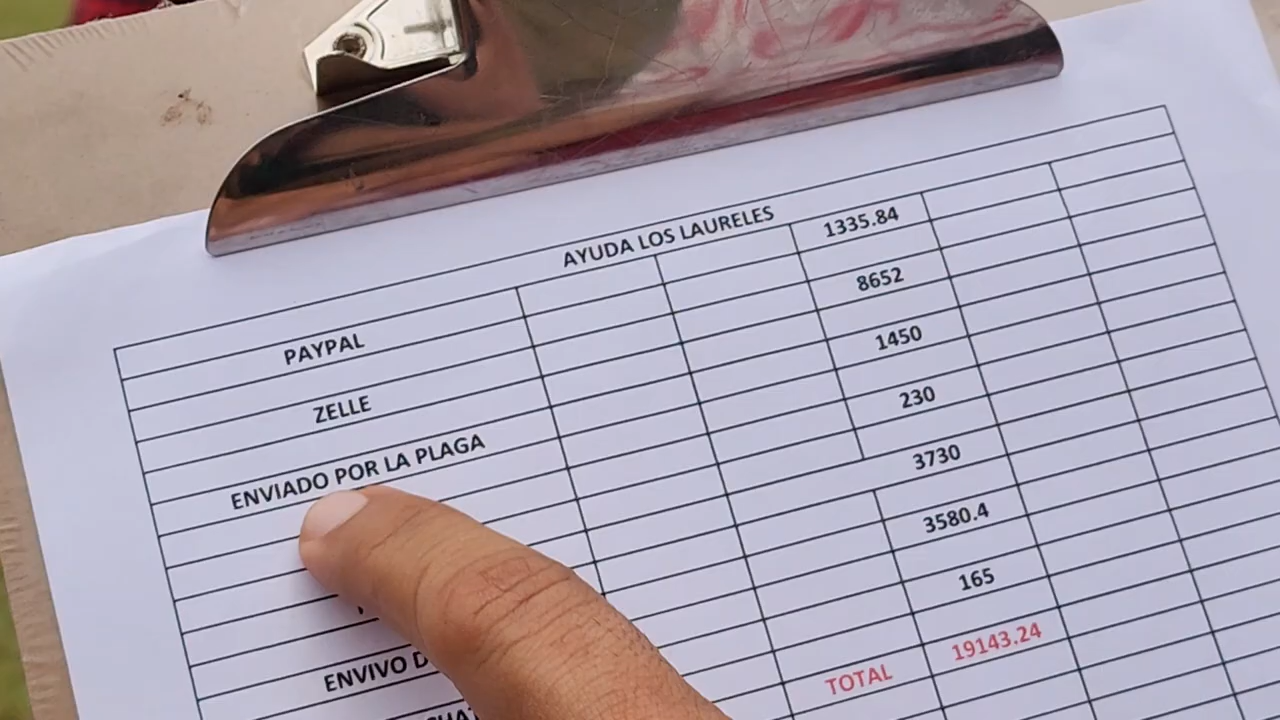 AYUDA LOS LAURELES
PAYPAL 1335.84
ZELLE 8652
ENVIADO POR LA PLAGA 1450
230
3730
ENVIVO 3580.4
165
TOTAL 19143.24